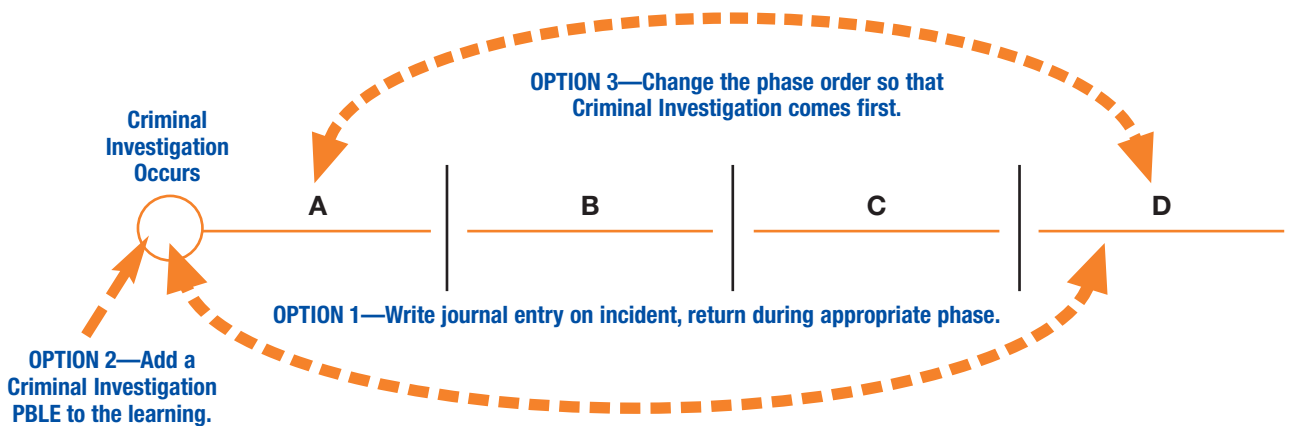 OPTION 3—Change the phase order so that
Criminal Investigation comes first.
Criminal
Investigation
Occurs
A
B
C
D
OPTION 1—Write journal entry on incident, return during appropriate phase.
OPTION 2—Add a
Criminal Investigation
PBLE to the learning.